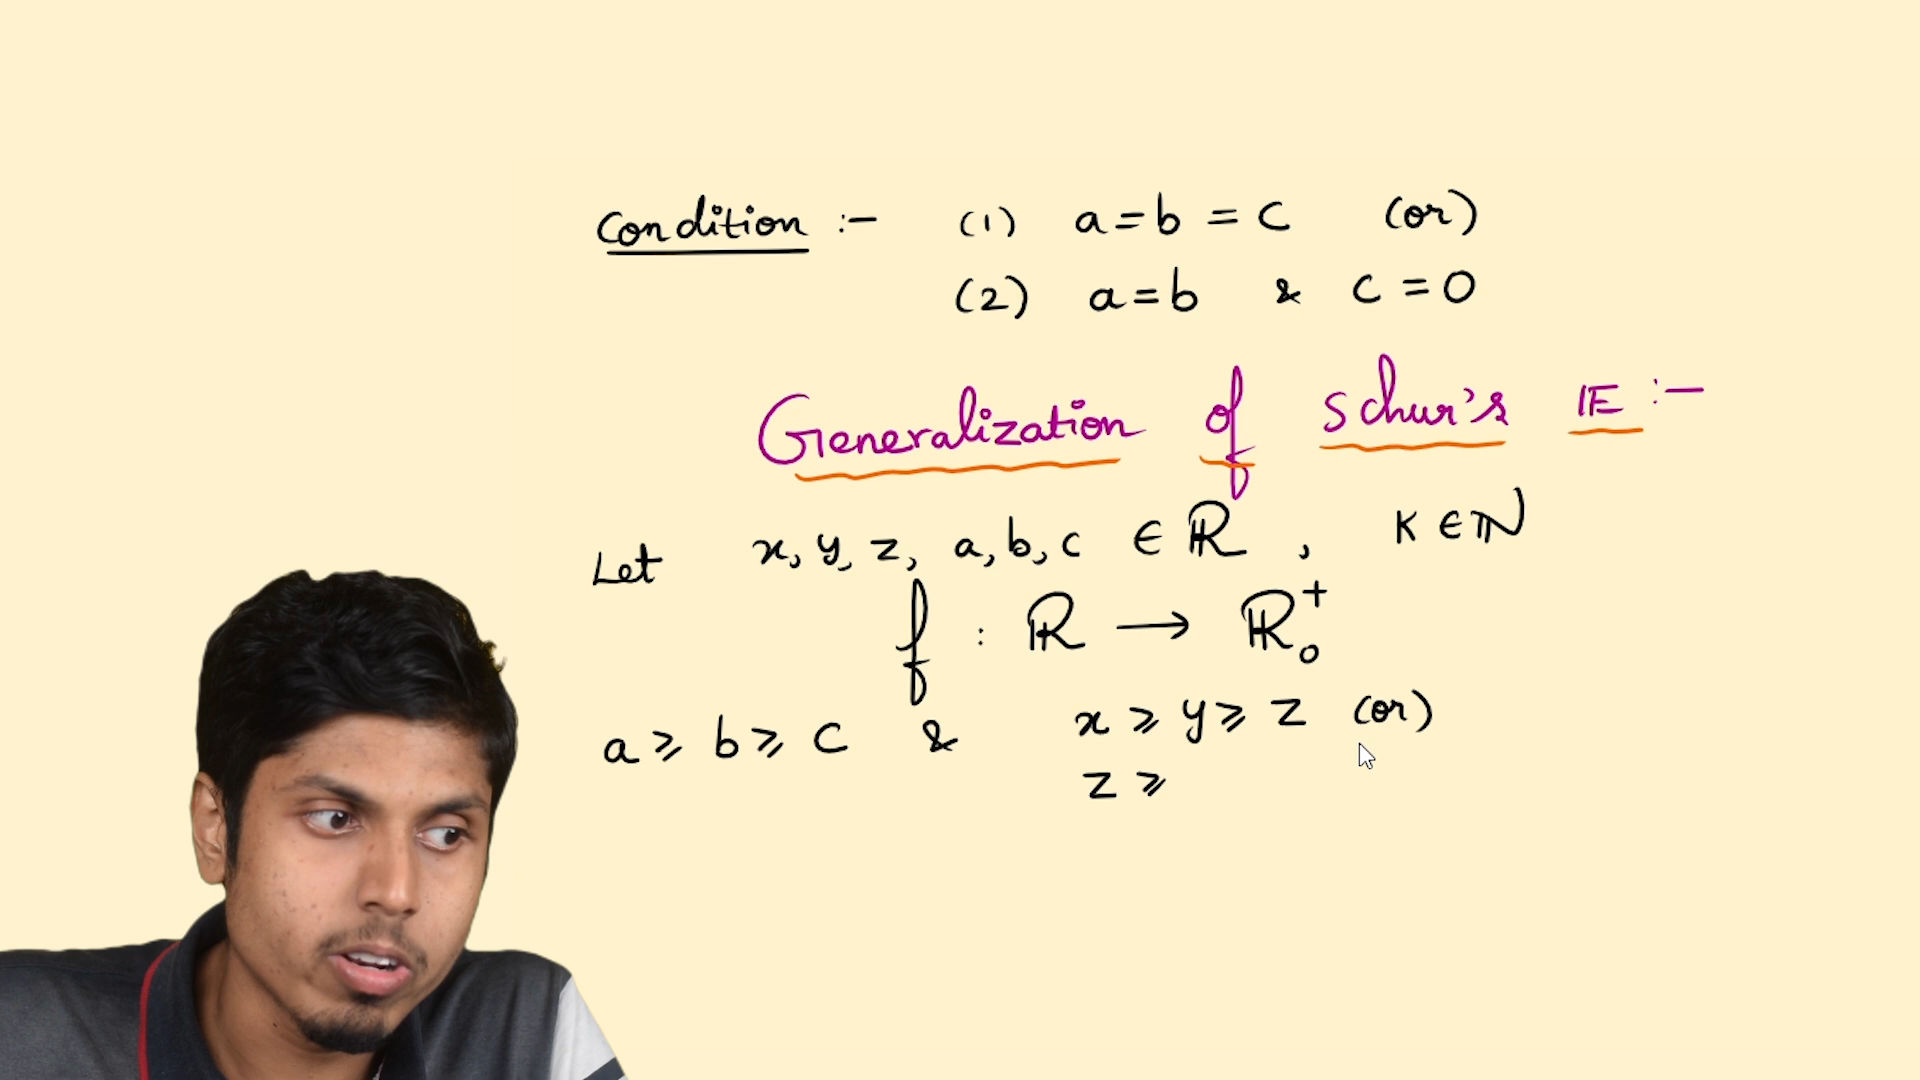 Condition :- (1) a = b = c (or)
(2) a = b & c = 0
Generalization of Schur's IE :-
Let x, y, z, a, b, c ∈ ℝ , K ∈ ℕ
f : ℝ → ℝ₀⁺
a ⩾ b ⩾ c & x ⩾ y ⩾ z (or)
z ⩾